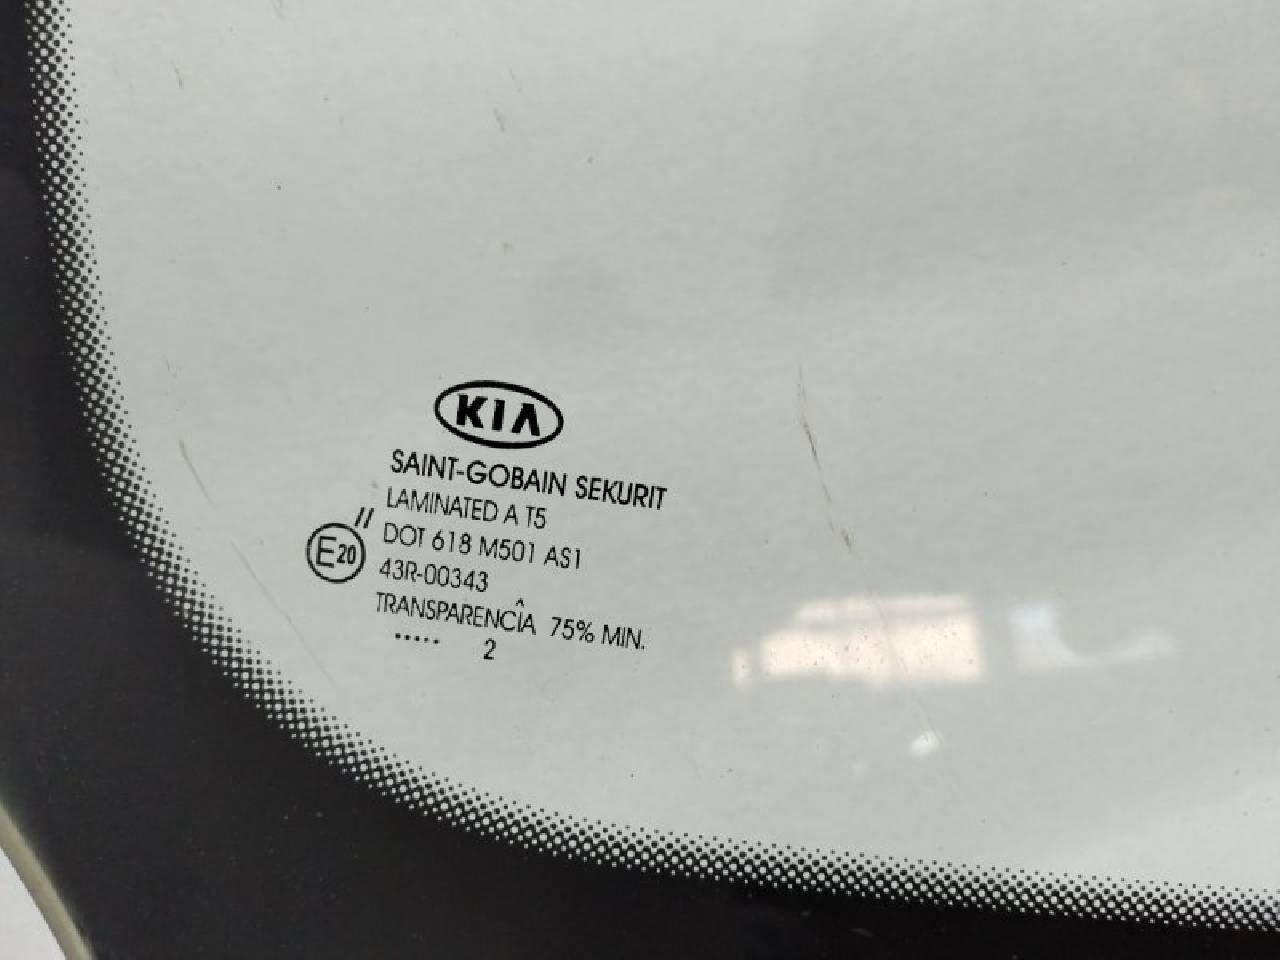 KIA
SAINT-GOBAIN SEKURIT
LAMINATED A T5
//
E20
DOT 618 M501 AS1
43R-00343
TRANSPARENCÎA 75% MIN.
..... 2